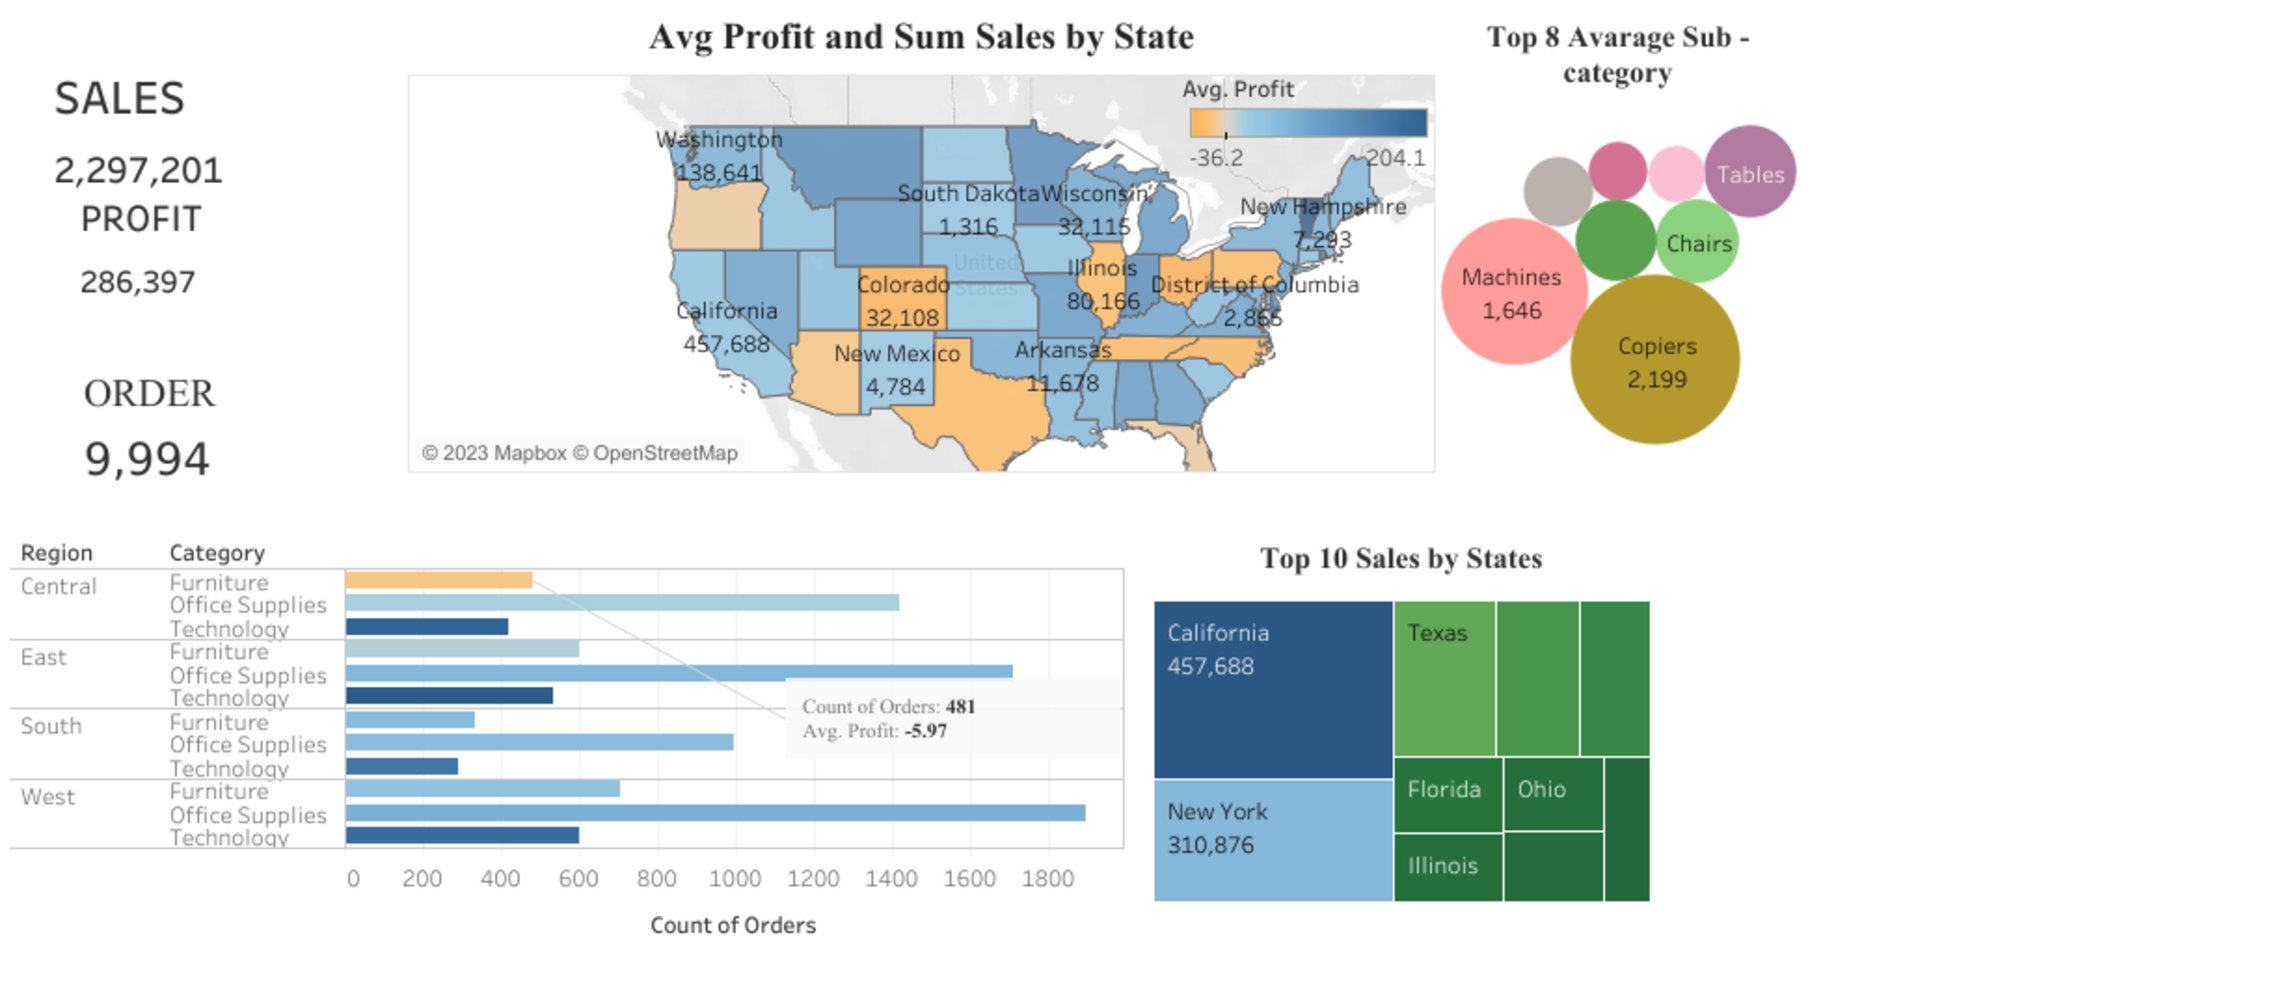 SALES
2,297,201
PROFIT
286,397
ORDER
9,994
Avg Profit and Sum Sales by State
Avg. Profit
-36.2
204.1
Washington
138,641
South Dakota
1,316
Wisconsin
32,115
New Hampshire
7,293
United
States
Illinois
80,166
Colorado
32,108
District of Columbia
2,865
California
457,688
New Mexico
4,784
Arkansas
11,678
© 2023 Mapbox © OpenStreetMap
Top 8 Avarage Sub -
category
Tables
Chairs
Machines
1,646
Copiers
2,199
Region
Category
Central
Furniture
Office Supplies
Technology
East
Furniture
Office Supplies
Technology
South
Furniture
Office Supplies
Technology
West
Furniture
Office Supplies
Technology
Count of Orders: 481
Avg. Profit: -5.97
0 200 400 600 800 1000 1200 1400 1600 1800
Count of Orders
Top 10 Sales by States
California
457,688
Texas
Florida
Ohio
New York
310,876
Illinois